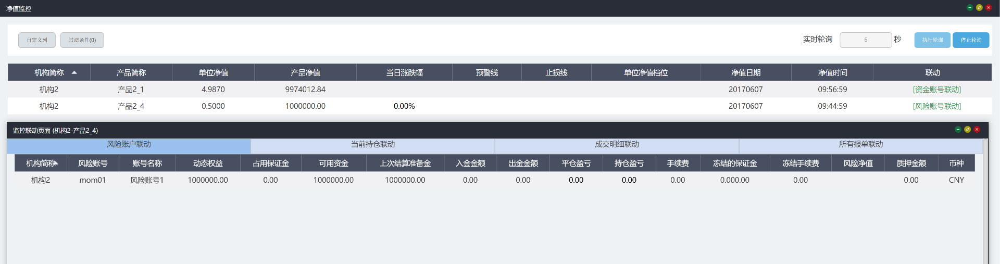 净值监控
自定义列 过滤条件(0) 实时轮询 5 秒 执行轮询 停止轮询
机构简称 产品简称 单位净值 产品净值 当日涨跌幅 预警线 止损线 单位净值档位 净值日期 净值时间 联动
机构2 产品2_1 4.9870 9974012.84 20170607 09:56:59 [资金账号联动]
机构2 产品2_4 0.5000 1000000.00 0.00% 20170607 09:44:59 [风险账号联动]
监控联动页面 (机构2-产品2_4)
风险账户联动 当前持仓联动 成交明细联动 所有报单联动
机构简称 风险账号 账号名称 动态权益 占用保证金 可用资金 上次结算准备金 入金金额 出金金额 平仓盈亏 持仓盈亏 手续费 冻结的保证金 冻结手续费 风险净值 质押金额 币种
机构2 mom01 风险账号1 1000000.00 0.00 1000000.00 1000000.00 0.00 0.00 0.00 0.00 0.00 0.000.00 0.00 0.00 CNY